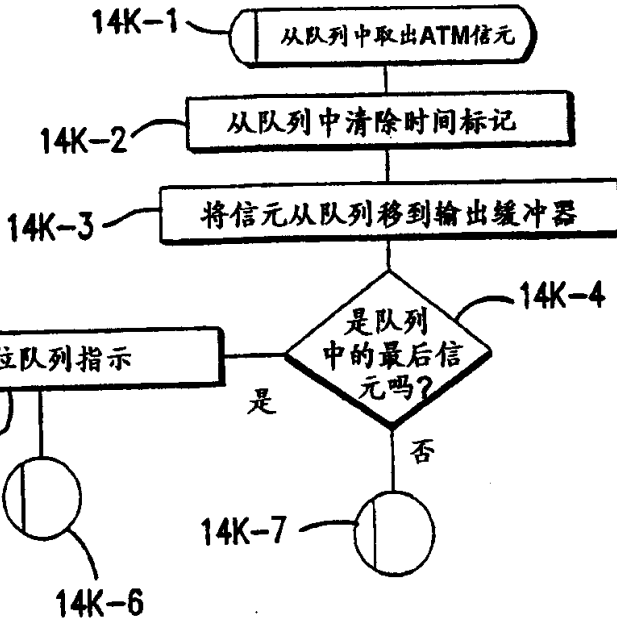 14K-1
从队列中取出ATM信元
14K-2
从队列中清除时间标记
14K-3
将信元从队列移到输出缓冲器
14K-4
是队列
中的最后信
元吗?
位队列指示
是
否
14K-7
14K-6